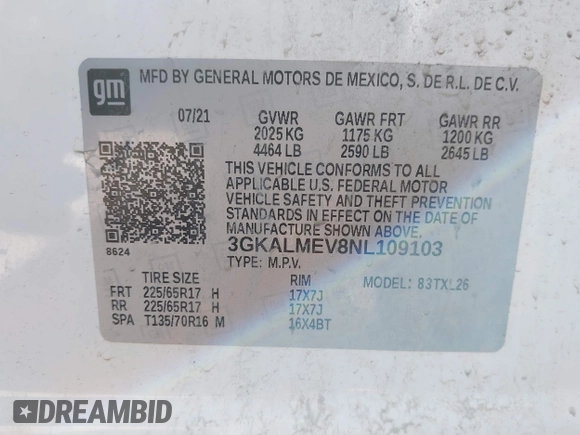 gm
MFD BY GENERAL MOTORS DE MEXICO, S. DE R.L. DE C.V.
07/21 GVWR GAWR FRT GAWR RR
2025 KG 1175 KG 1200 KG
4464 LB 2590 LB 2645 LB
THIS VEHICLE CONFORMS TO ALL
APPLICABLE U.S. FEDERAL MOTOR
VEHICLE SAFETY AND THEFT PREVENTION
STANDARDS IN EFFECT ON THE DATE OF
MANUFACTURE SHOWN ABOVE.
8624 3GKALMEV8NL109103
TYPE: M.P.V.
TIRE SIZE RIM MODEL: 83TXL26
FRT 225/65R17 H 17X7J
RR 225/65R17 H 17X7J
SPA T135/70R16 M 16X4BT
DREAMBID